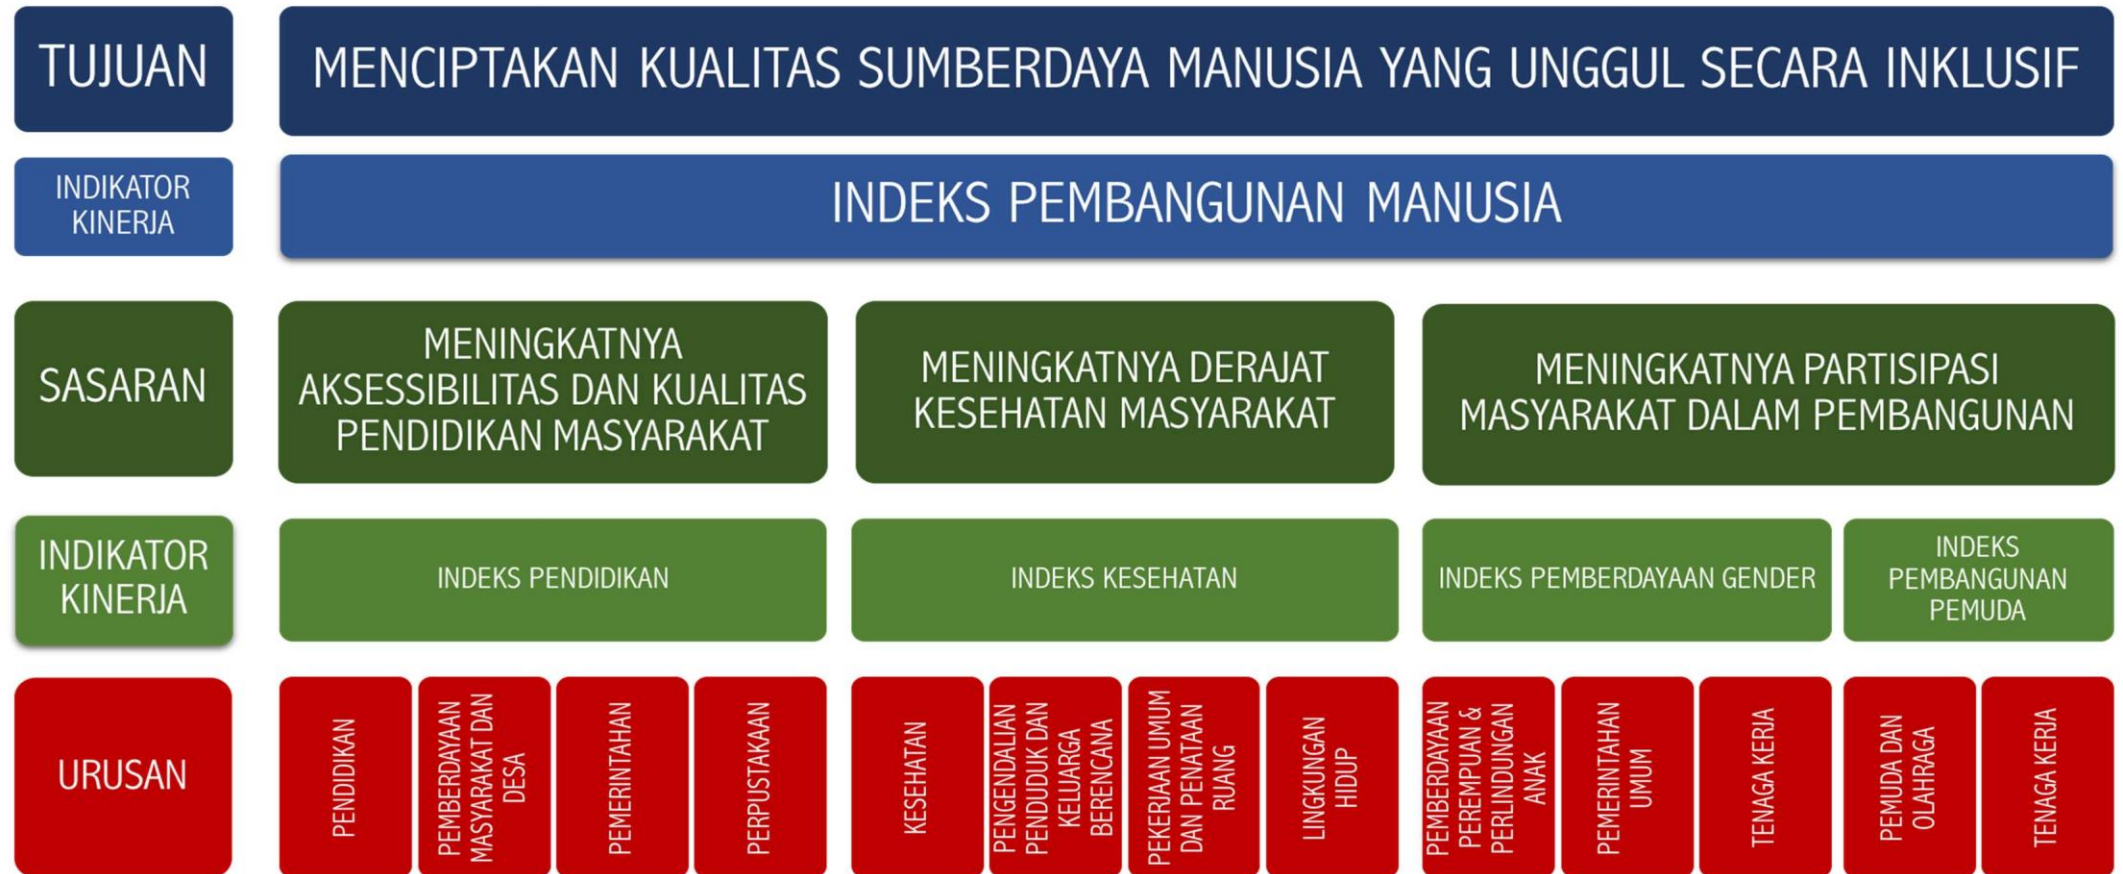 TUJUAN
MENCIPTAKAN KUALITAS SUMBERDAYA MANUSIA YANG UNGGUL SECARA INKLUSIF
INDIKATOR
KINERJA
INDEKS PEMBANGUNAN MANUSIA
SASARAN
MENINGKATNYA
AKSESSIBILITAS DAN KUALITAS
PENDIDIKAN MASYARAKAT
MENINGKATNYA DERAJAT
KESEHATAN MASYARAKAT
MENINGKATNYA PARTISIPASI
MASYARAKAT DALAM PEMBANGUNAN
INDIKATOR
KINERJA
INDEKS PENDIDIKAN
INDEKS KESEHATAN
INDEKS PEMBERDAYAAN GENDER
INDEKS
PEMBANGUNAN
PEMUDA
URUSAN
PENDIDIKAN
PEMBERDAYAAN
MASYARAKAT DAN
DESA
PEMERINTAHAN
PERPUSTAKAAN
KESEHATAN
PENGENDALIAN
PENDUDUK DAN
KELUARGA
BERENCANA
PEKERJAAN UMUM
DAN PENATAAN
RUANG
LINGKUNGAN
HIDUP
PEMBERDAYAAN
PEREMPUAN &
PERLINDUNGAN
ANAK
PEMERINTAHAN
UMUM
TENAGA KERJA
PEMUDA DAN
OLAHRAGA
TENAGA KERJA